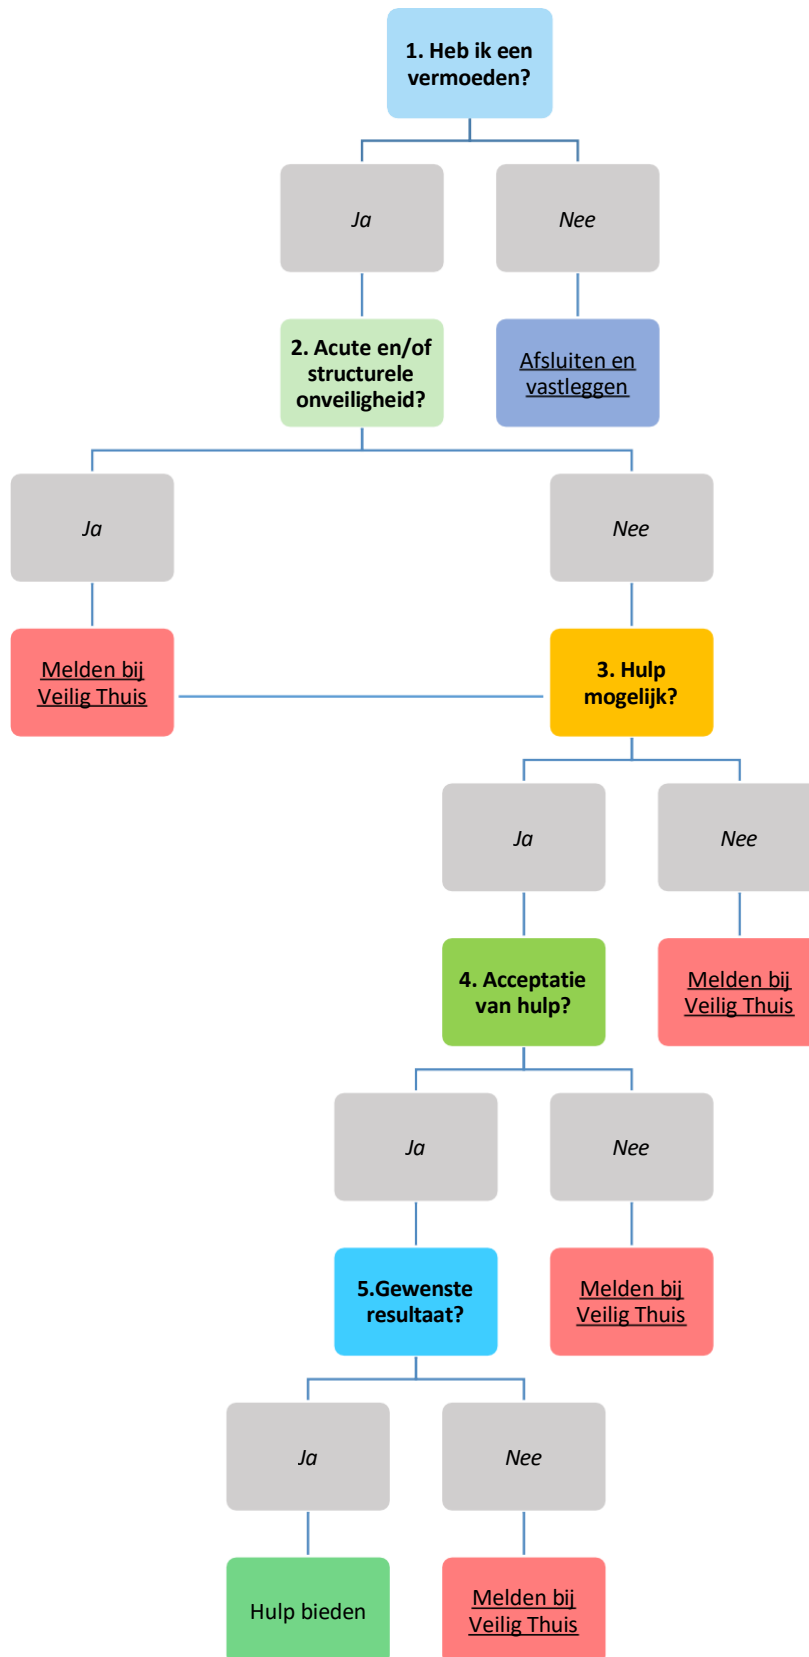 1. Heb ik een
vermoeden?
Ja
Nee
2. Acute en/of
structurele
onveiligheid?
Afsluiten en
vastleggen
Ja
Nee
Melden bij
Veilig Thuis
3. Hulp
mogelijk?
Ja
Nee
4. Acceptatie
van hulp?
Melden bij
Veilig Thuis
Ja
Nee
5.Gewenste
resultaat?
Melden bij
Veilig Thuis
Ja
Nee
Hulp bieden
Melden bij
Veilig Thuis